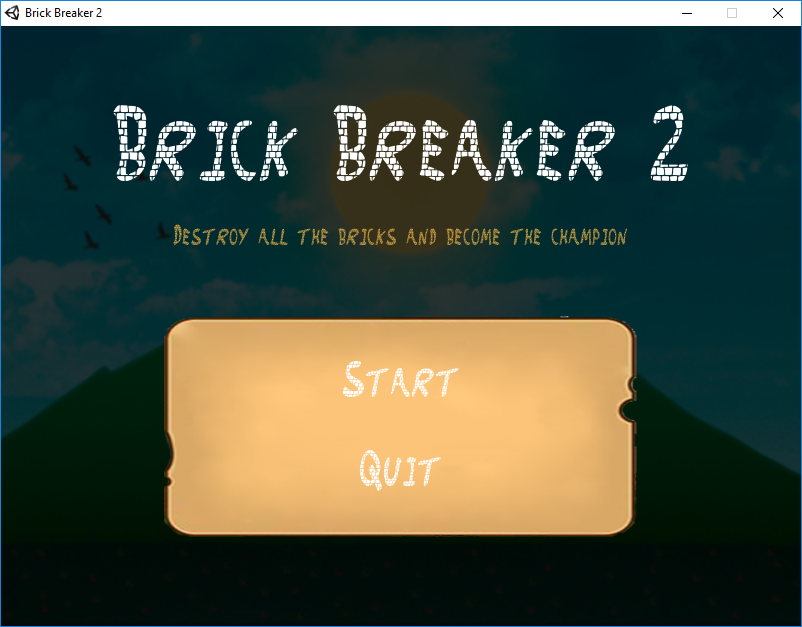 Brick Breaker 2
Brick Breaker 2
Destroy all the bricks and become the champion
Start
Quit